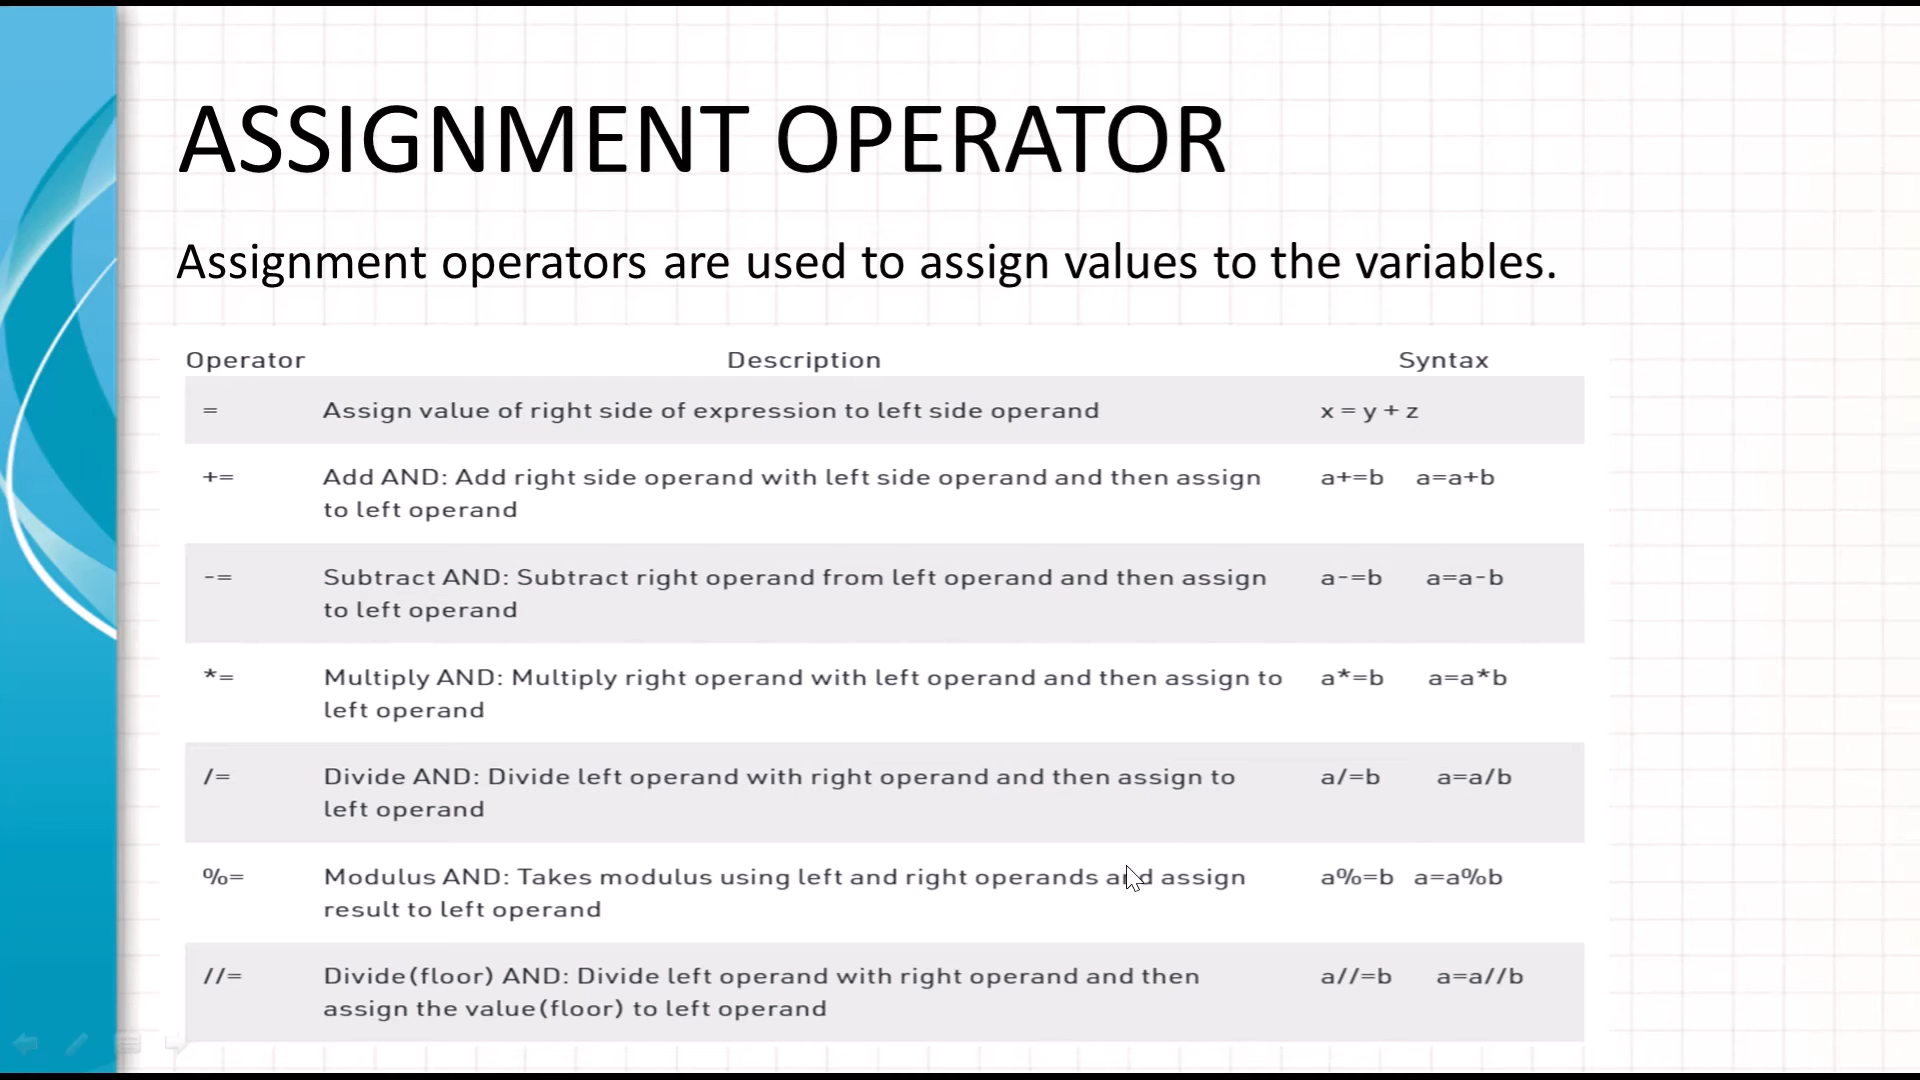 ASSIGNMENT OPERATOR
Assignment operators are used to assign values to the variables.
Operator Description Syntax
= Assign value of right side of expression to left side operand x = y + z
+= Add AND: Add right side operand with left side operand and then assign a+=b a=a+b
to left operand
-= Subtract AND: Subtract right operand from left operand and then assign a-=b a=a-b
to left operand
*= Multiply AND: Multiply right operand with left operand and then assign to a*=b a=a*b
left operand
/= Divide AND: Divide left operand with right operand and then assign to a/=b a=a/b
left operand
%= Modulus AND: Takes modulus using left and right operands and assign a%=b a=a%b
result to left operand
//= Divide(floor) AND: Divide left operand with right operand and then a//=b a=a//b
assign the value(floor) to left operand